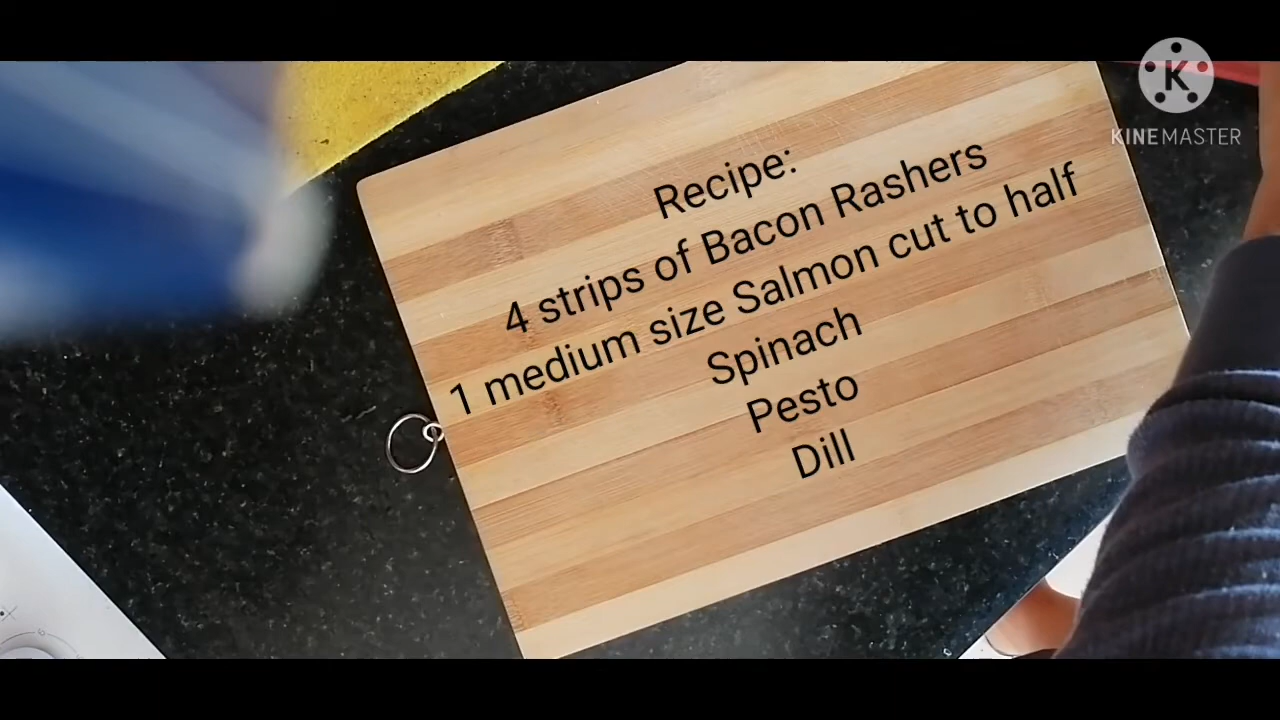 K
KINEMASTER
Recipe:
4 strips of Bacon Rashers
1 medium size Salmon cut to half
Spinach
Pesto
Dill